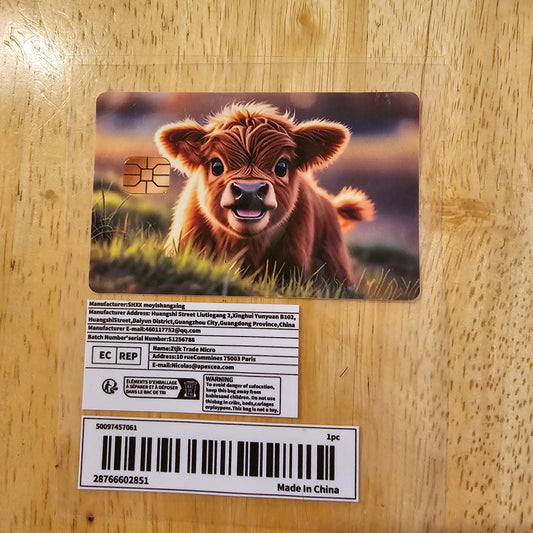 Manufacturer:SHXX moyishangxing
Manufacturer Address: Huangshi Street Liutiegang 2,Xinghui Yunyuan B102,
HuangshiStreet,Baiyun District,Guangzhou City,Guangdong Province,China
Manufacturer E-mail:460117752@qq.com
Batch Number*serial Number:S1256788
EC REP
Name:Ztjk Trade Micro
Address:10 rueCommines 75003 Paris
E-mail:Nicolas@apexcea.com
ÉLÉMENTS D'EMBALLAGE
À SÉPARER ET À DÉPOSER
DANS LE BAC DE TRI
WARNING
To avoid danger of sufocation,
keep this bag away from
babiesand children. Do not use
thisbag in cribs, beds,cariages
orplaypens.This bag is not a toy.
50097457061
1pc
28766602851
Made In China